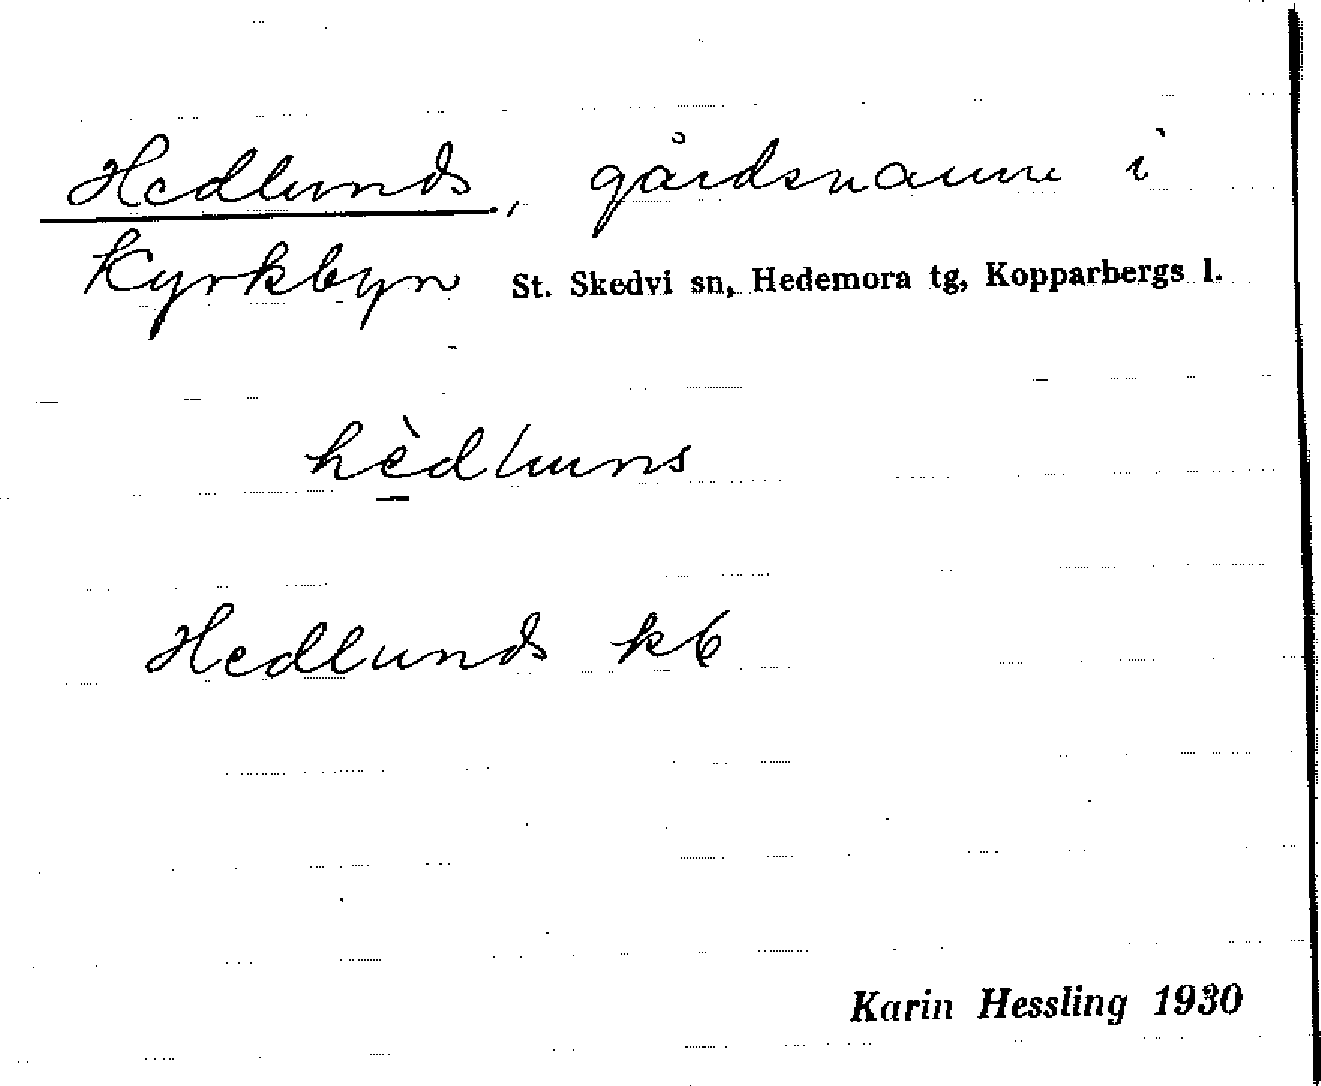 Hedlunds, gårdsnamn i
Kyrkbyn St. Skedvi sn, Hedemora tg, Kopparbergs l.
hèdluns
Hedlunds kb
Karin Hessling 1930